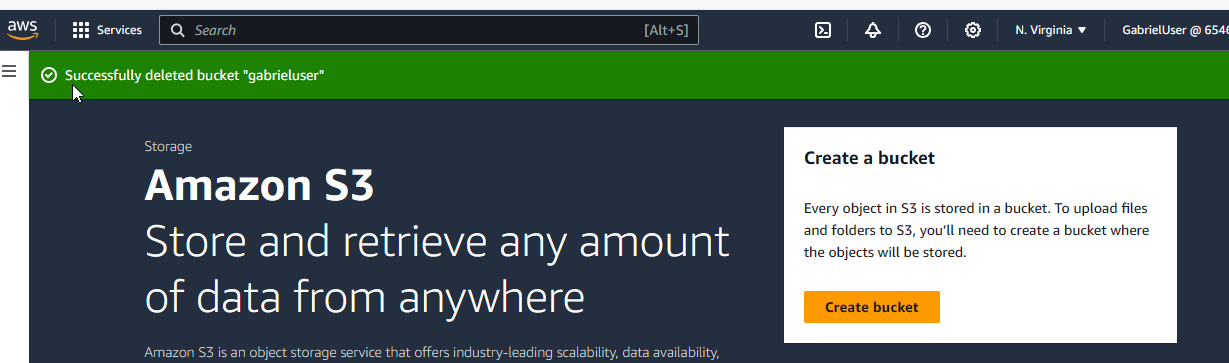 aws
Services
Search
[Alt+S]
N. Virginia
GabrielUser @ 6546
Successfully deleted bucket "gabrieluser"
Storage
Amazon S3
Store and retrieve any amount
of data from anywhere
Amazon S3 is an object storage service that offers industry-leading scalability, data availability,
Create a bucket
Every object in S3 is stored in a bucket. To upload files
and folders to S3, you'll need to create a bucket where
the objects will be stored.
Create bucket